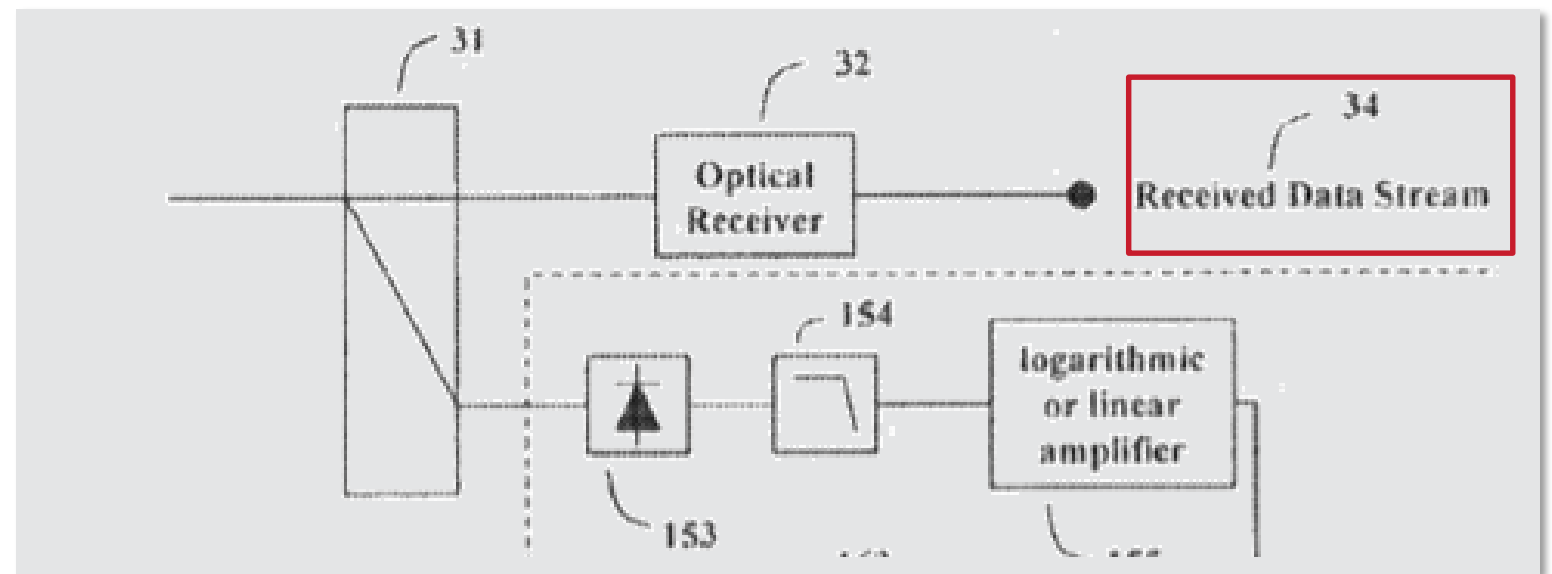 31
32
34
Optical
Receiver
Received Data Stream
154
logarithmic
or linear
amplifier
153